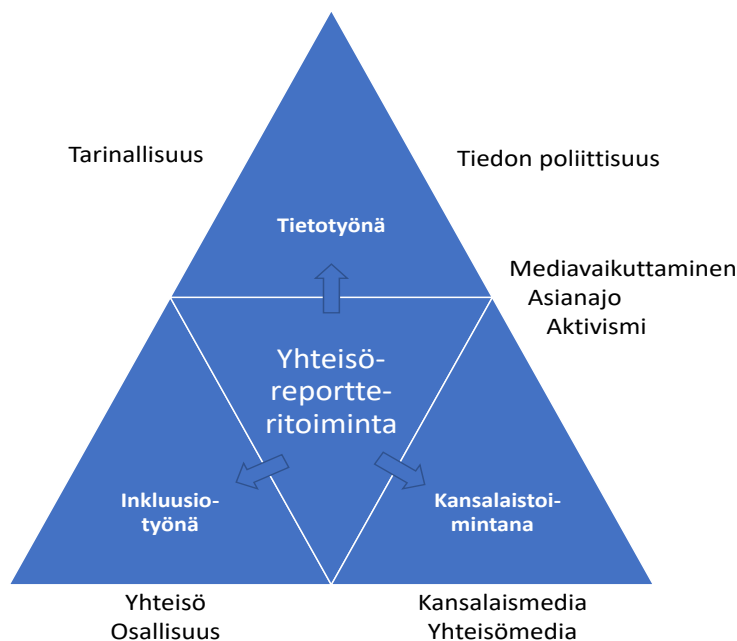 Tarinallisuus
Tiedon poliittisuus
Tietotyönä
Mediavaikuttaminen
Asianajo
Aktivismi
Yhteisö-
reportte-
ritoiminta
Inkluusio-
työnä
Kansalaistoi-
mintana
Yhteisö
Osallisuus
Kansalaismedia
Yhteisömedia